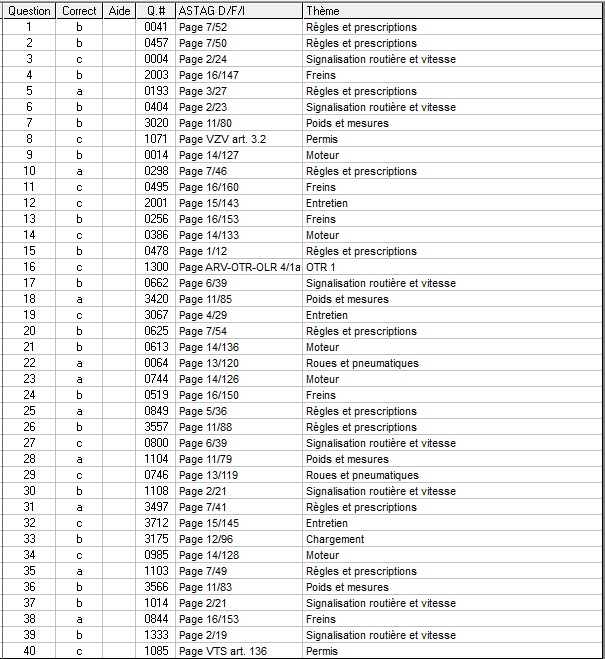 Question Correct Aide Q.# ASTAG D/F/I Thème
1 b 0041 Page 7/52 Règles et prescriptions
2 b 0457 Page 7/50 Règles et prescriptions
3 c 0004 Page 2/24 Signalisation routière et vitesse
4 b 2003 Page 16/147 Freins
5 a 0193 Page 3/27 Règles et prescriptions
6 b 0404 Page 2/23 Signalisation routière et vitesse
7 b 3020 Page 11/80 Poids et mesures
8 c 1071 Page VZV art. 3.2 Permis
9 b 0014 Page 14/127 Moteur
10 a 0298 Page 7/46 Règles et prescriptions
11 c 0495 Page 16/160 Freins
12 c 2001 Page 15/143 Entretien
13 b 0256 Page 16/153 Freins
14 c 0386 Page 14/133 Moteur
15 b 0478 Page 1/12 Règles et prescriptions
16 c 1300 Page ARV-OTR-OLR 4/1a OTR 1
17 b 0662 Page 6/39 Signalisation routière et vitesse
18 a 3420 Page 11/85 Poids et mesures
19 c 3067 Page 4/29 Entretien
20 b 0625 Page 7/54 Règles et prescriptions
21 b 0613 Page 14/136 Moteur
22 a 0064 Page 13/120 Roues et pneumatiques
23 a 0744 Page 14/126 Moteur
24 b 0519 Page 16/150 Freins
25 a 0849 Page 5/36 Règles et prescriptions
26 b 3557 Page 11/88 Règles et prescriptions
27 c 0800 Page 6/39 Signalisation routière et vitesse
28 a 1104 Page 11/79 Poids et mesures
29 c 0746 Page 13/119 Roues et pneumatiques
30 b 1108 Page 2/21 Signalisation routière et vitesse
31 a 3497 Page 7/41 Règles et prescriptions
32 c 3712 Page 15/145 Entretien
33 b 3175 Page 12/96 Chargement
34 c 0985 Page 14/128 Moteur
35 a 1103 Page 7/49 Règles et prescriptions
36 b 3566 Page 11/83 Poids et mesures
37 b 1014 Page 2/21 Signalisation routière et vitesse
38 a 0844 Page 16/153 Freins
39 b 1333 Page 2/19 Signalisation routière et vitesse
40 c 1085 Page VTS art. 136 Permis